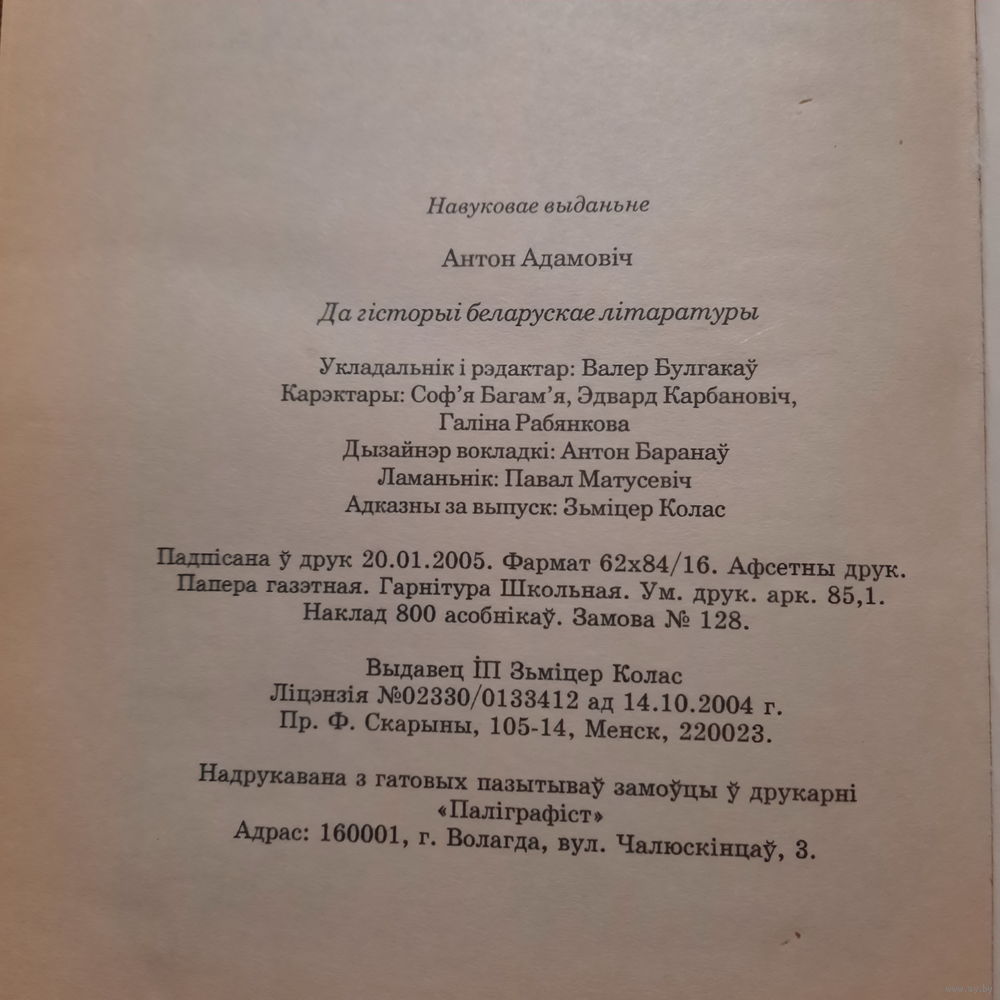 Навуковае выданьне
Антон Адамовіч
Да гісторыі беларускае літаратуры
Укладальнік і рэдактар: Валер Булгакаў
Карэктары: Соф’я Багам’я, Эдвард Карбановіч,
Галіна Рабянкова
Дызайнэр вокладкі: Антон Баранаў
Ламаньнік: Павал Матусевіч
Адказны за выпуск: Зьміцер Колас
Падпісана ў друк 20.01.2005. Фармат 62х84/16. Афсетны друк.
Папера газэтная. Гарнітура Школьная. Ум. друк. арк. 85,1.
Наклад 800 асобнікаў. Замова № 128.
Выдавец ІП Зьміцер Колас
Ліцэнзія №02330/0133412 ад 14.10.2004 г.
Пр. Ф. Скарыны, 105-14, Менск, 220023.
Надрукавана з гатовых пазытываў замоўцы ў друкарні
«Паліграфіст»
Адрас: 160001, г. Волагда, вул. Чалюскінцаў, 3.
www.ay.by